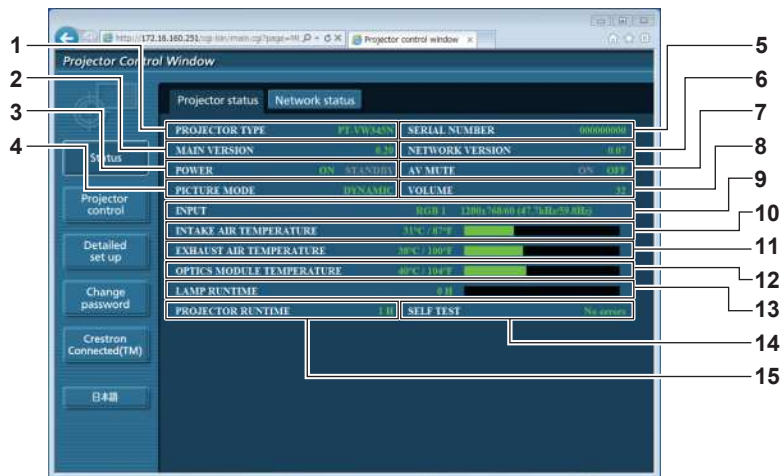 http://172.16.160.251/cgi-bin/main.cgi?page=
Projector control window
Projector Control Window
Projector status Network status
1
2
3
4
5
6
7
8
9
10
11
12
13
14
15
PROJECTOR TYPE PT-VW345N SERIAL NUMBER 000000000
MAIN VERSION 0.20 NETWORK VERSION 0.07
POWER ON STANDBY AV MUTE ON OFF
PICTURE MODE DYNAMIC VOLUME 32
INPUT RGB 1 1280x768/60 (47.7kHz/59.8Hz)
INTAKE AIR TEMPERATURE 31°C / 87°F
EXHAUST AIR TEMPERATURE 38°C / 100°F
OPTICS MODULE TEMPERATURE 40°C / 104°F
LAMP RUNTIME 0 H
PROJECTOR RUNTIME 1 H SELF TEST No errors
Status
Projector control
Detailed set up
Change password
Crestron Connected(TM)
日本語